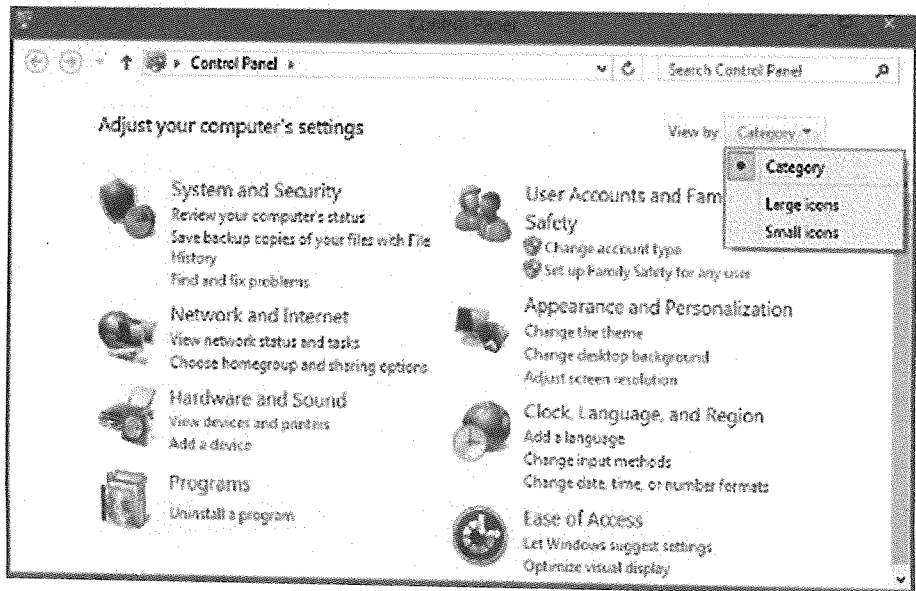 Control Panel
Control Panel
Search Control Panel
Adjust your computer's settings
View by
Category
Category
Large icons
Small icons
System and Security
Review your computer's status
Save backup copies of your files with File
History
Find and fix problems
Network and Internet
View network status and tasks
Choose homegroup and sharing options
Hardware and Sound
View devices and printers
Add a device
Programs
Uninstall a program
User Accounts and Fam
Safety
Change account type
Set up Family Safety for any user
Appearance and Personalization
Change the theme
Change desktop background
Adjust screen resolution
Clock, Language, and Region
Add a language
Change input methods
Change date, time, or number formats
Ease of Access
Let Windows suggest settings
Optimize visual display